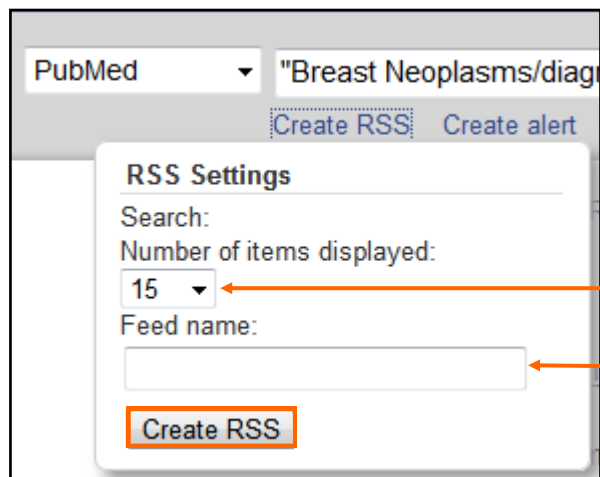 PubMed "Breast Neoplasms/diagn
Create RSS Create alert
RSS Settings
Search:
Number of items displayed:
15
Feed name:
Create RSS